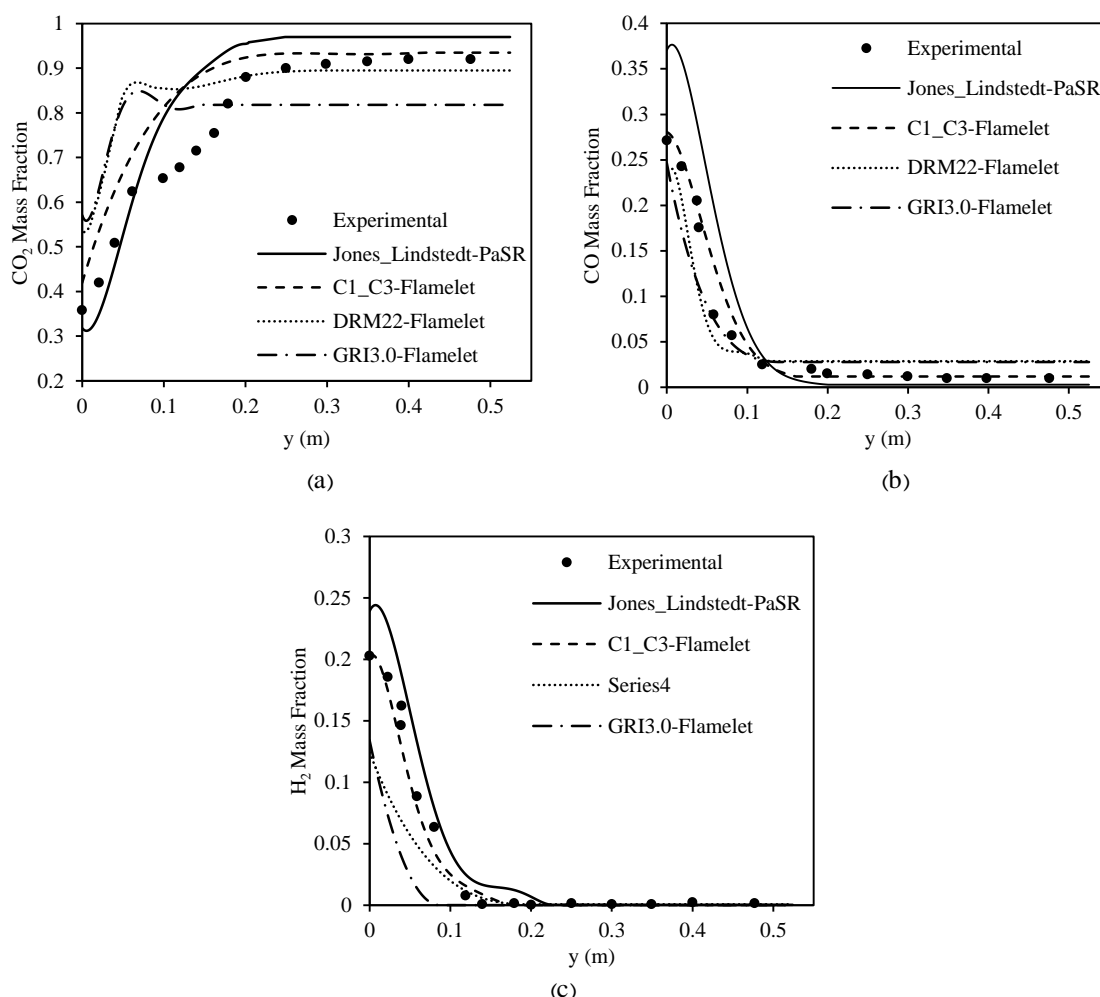 CO₂ Mass Fraction
1
0.9
0.8
0.7
0.6
0.5
0.4
0.3
0.2
Experimental
Jones_Lindstedt-PaSR
C1_C3-Flamelet
DRM22-Flamelet
GRI3.0-Flamelet
0 0.1 0.2 0.3 0.4 0.5
y (m)
(a)
CO Mass Fraction
0.4
0.35
0.3
0.25
0.2
0.15
0.1
0.05
0
Experimental
Jones_Lindstedt-PaSR
C1_C3-Flamelet
DRM22-Flamelet
GRI3.0-Flamelet
0 0.1 0.2 0.3 0.4 0.5
y (m)
(b)
H₂ Mass Fraction
0.3
0.25
0.2
0.15
0.1
0.05
0
Experimental
Jones_Lindstedt-PaSR
C1_C3-Flamelet
Series4
GRI3.0-Flamelet
0 0.1 0.2 0.3 0.4 0.5
y (m)
(c)